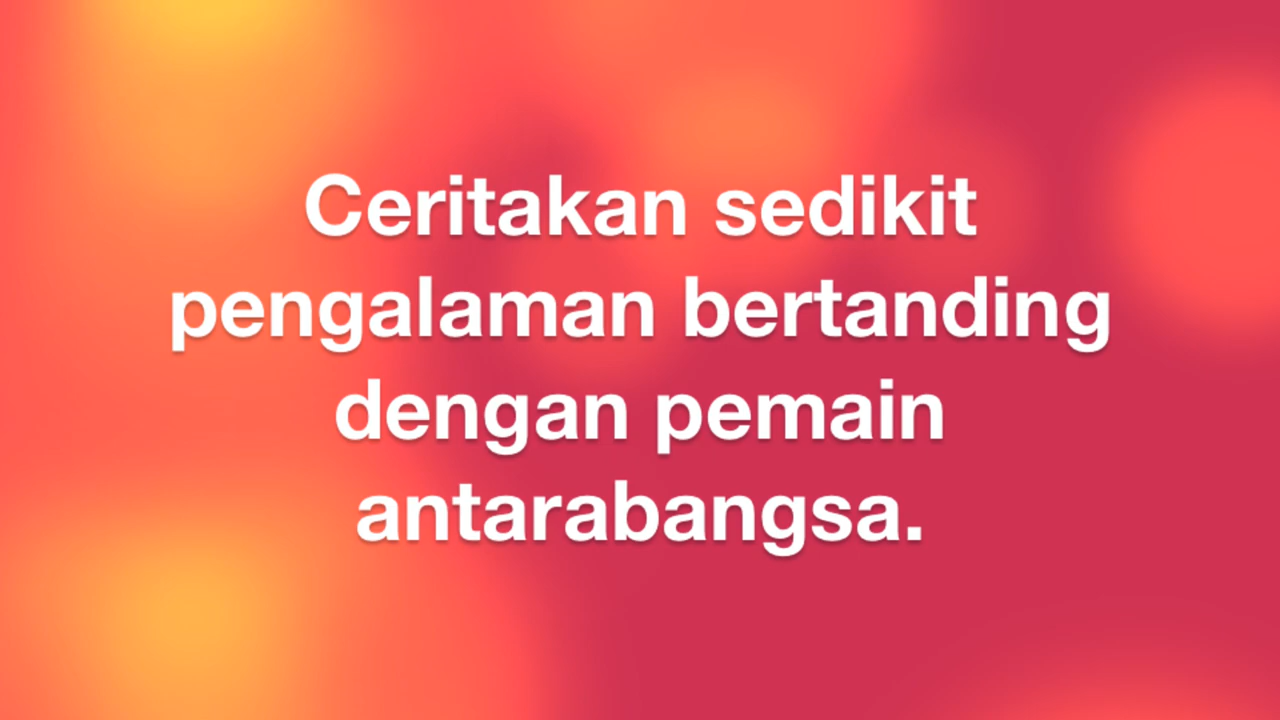 Ceritakan sedikit
pengalaman bertanding
dengan pemain
antarabangsa.